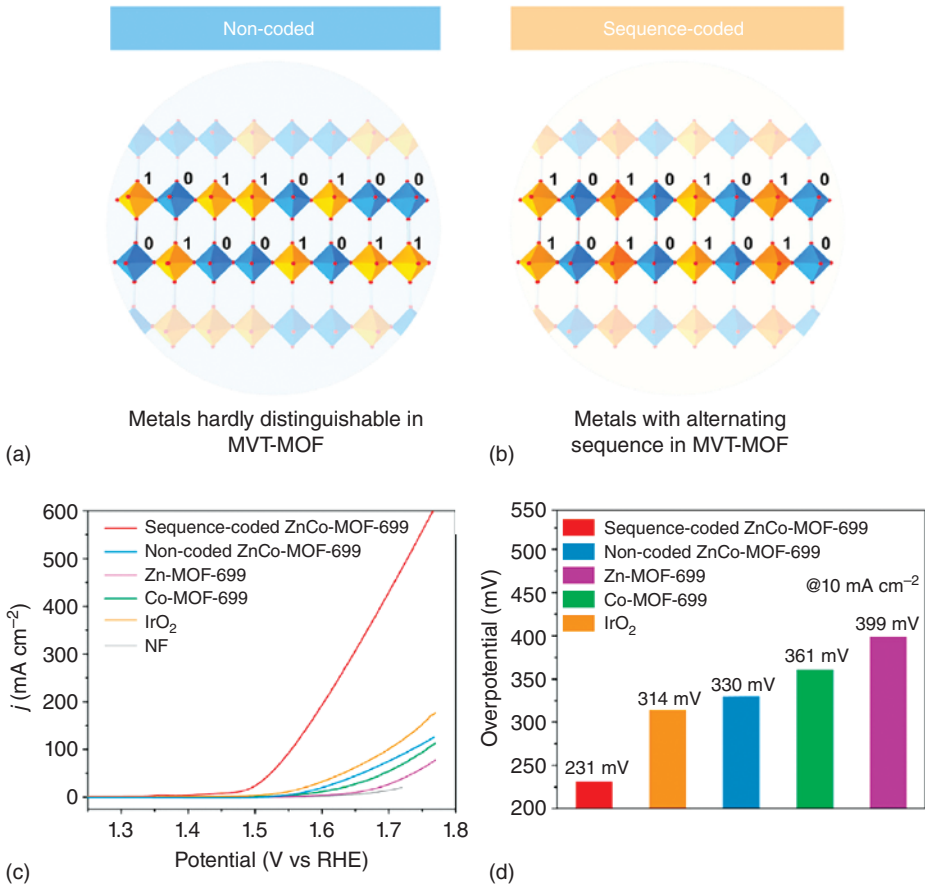 Non-coded
Sequence-coded
1 0 1 1 0 1 0 0
0 1 0 0 1 0 1 1
1 0 1 0 1 0 1 0
1 0 1 0 1 0 1 0
Metals hardly distinguishable in
MVT-MOF
(a)
Metals with alternating
sequence in MVT-MOF
(b)
600
500
400
300
200
100
0
j (mA cm⁻²)
Sequence-coded ZnCo-MOF-699
Non-coded ZnCo-MOF-699
Zn-MOF-699
Co-MOF-699
IrO₂
NF
1.3 1.4 1.5 1.6 1.7 1.8
Potential (V vs RHE)
(c)
550
500
450
400
350
300
250
200
Overpotential (mV)
Sequence-coded ZnCo-MOF-699
Non-coded ZnCo-MOF-699
Zn-MOF-699
Co-MOF-699
IrO₂
@10 mA cm⁻²
231 mV
314 mV
330 mV
361 mV
399 mV
(d)